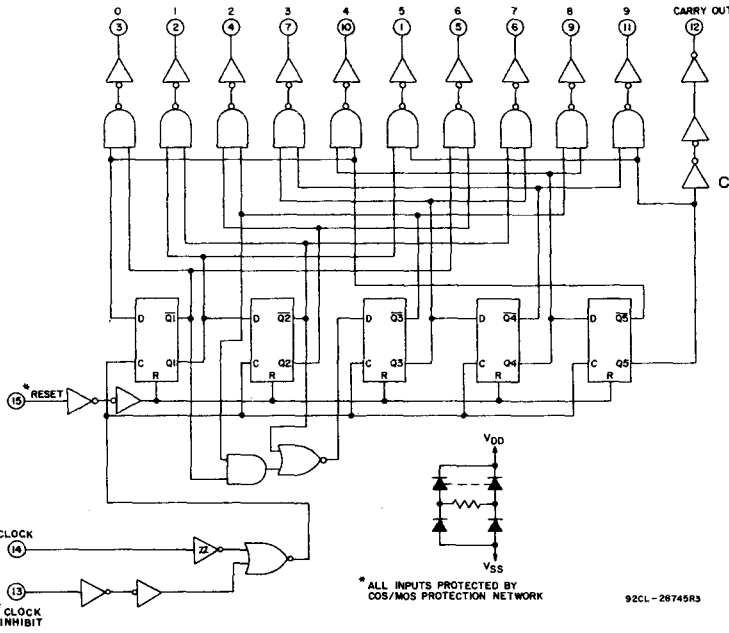 0 1 2 3 4 5 6 7 8 9 CARRY OUT
3 2 4 7 10 1 5 6 9 11 12
C
D Q1 D Q2 D Q3 D Q4 D Q5
C Q1 C Q2 C Q3 C Q4 C Q5
R R R R R
15 * RESET
VDD
CLOCK
14
VSS
13
* CLOCK
INHIBIT
* ALL INPUTS PROTECTED BY
COS/MOS PROTECTION NETWORK
92CL-28745R3